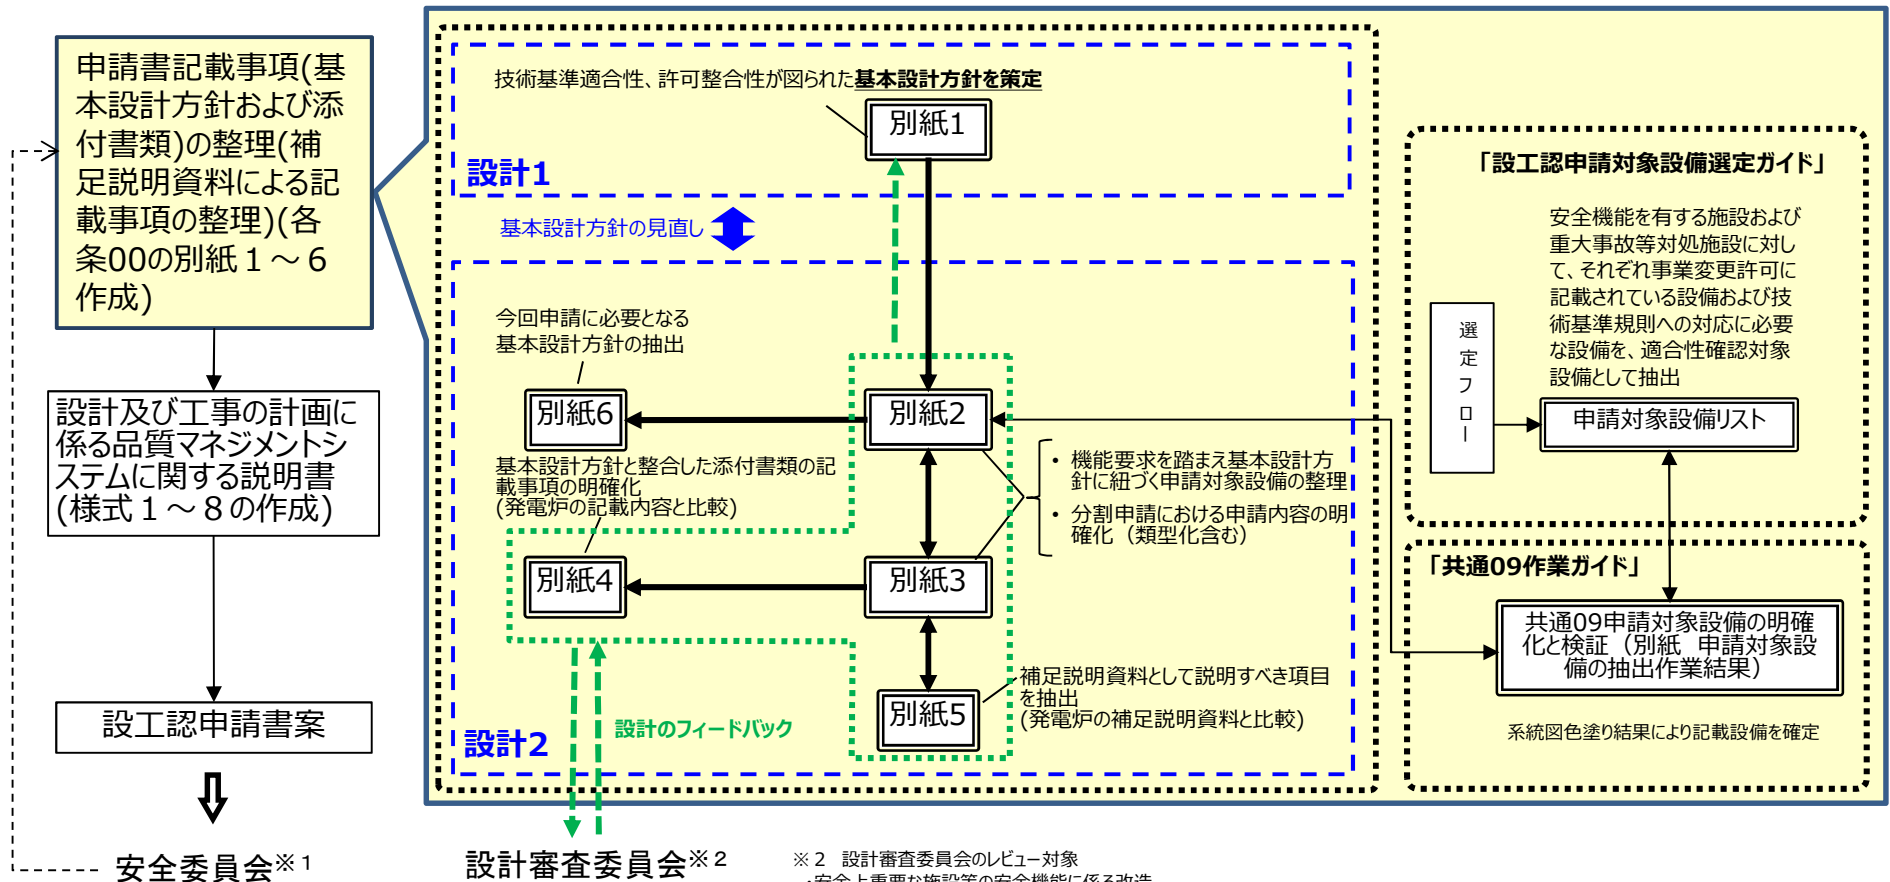 申請書記載事項(基
本設計方針および添
付書類)の整理(補
足説明資料による記
載事項の整理)(各
条00の別紙１～６
作成)
設計及び工事の計画に
係る品質マネジメントシ
ステムに関する説明書
(様式１～８の作成)
設工認申請書案
安全委員会※１
技術基準適合性、許可整合性が図られた基本設計方針を策定
別紙1
設計1
基本設計方針の見直し
今回申請に必要となる
基本設計方針の抽出
別紙6
別紙2
基本設計方針と整合した添付書類の記
載事項の明確化
(発電炉の記載内容と比較)
・ 機能要求を踏まえ基本設計方
針に紐づく申請対象設備の整理
・ 分割申請における申請内容の明
確化（類型化含む）
別紙4
別紙3
別紙5
補足説明資料として説明すべき項目
を抽出
(発電炉の補足説明資料と比較)
設計のフィードバック
設計2
設計審査委員会※２
※２　設計審査委員会のレビュー対象
・安全上重要な施設等の安全機能に係る改造
「設工認申請対象設備選定ガイド」
安全機能を有する施設および
重大事故等対処施設に対し
て、それぞれ事業変更許可に
記載されている設備および技
術基準規則への対応に必要
な設備を、適合性確認対象
設備として抽出
選定フロー
申請対象設備リスト
「共通09作業ガイド」
共通09申請対象設備の明確
化と検証（別紙　申請対象設
備の抽出作業結果）
系統図色塗り結果により記載設備を確定